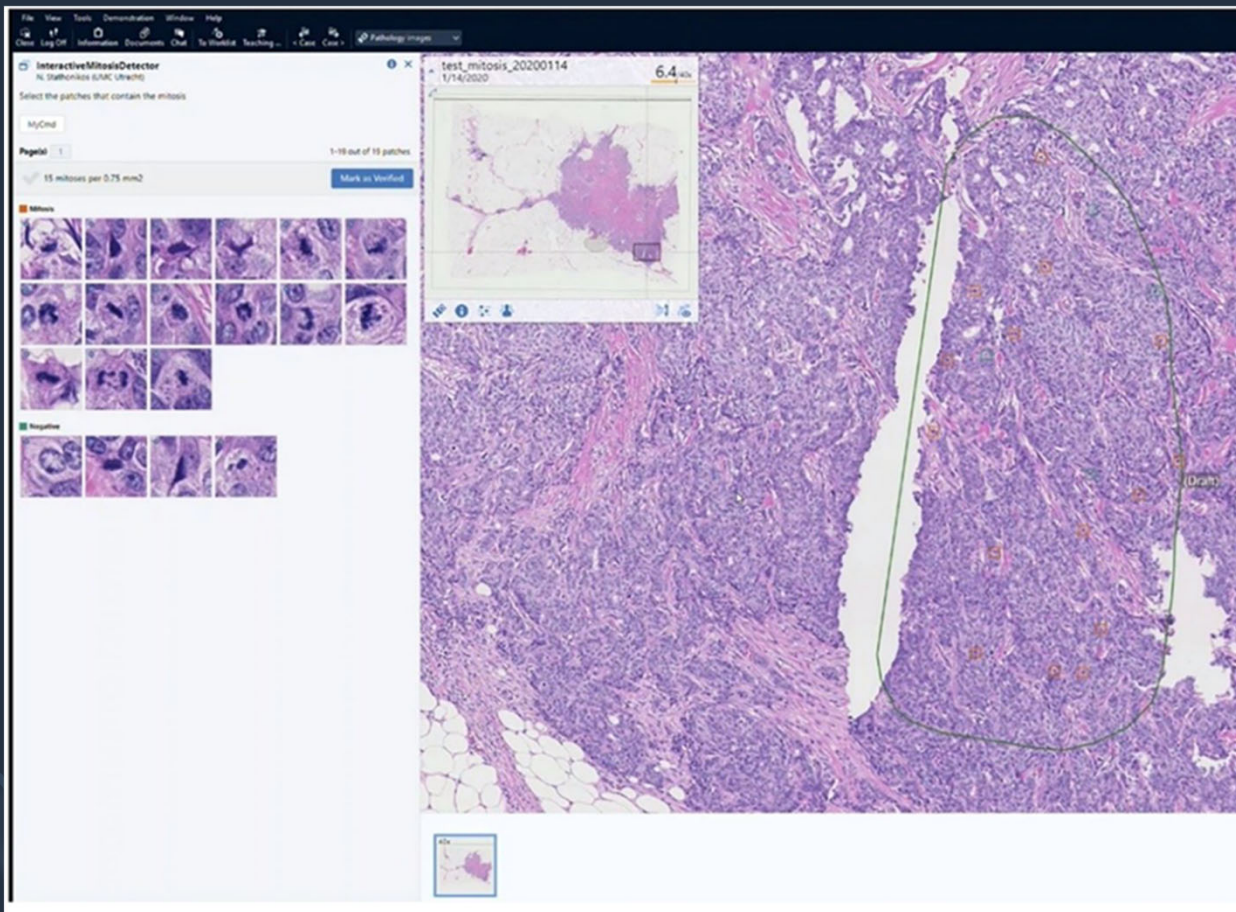 File View Tools Demonstration Window Help
Close Log Off Information Documents Chat To Worklist Teaching... < Case Case > Pathology images
InteractiveMitosisDetector
N. Stathonikos (UMC Utrecht)
Select the patches that contain the mitosis
MyCmd
Page(s) 1 1-19 out of 19 patches
15 mitoses per 0.75 mm2 Mark as Verified
Mitosis
Negative
test_mitosis_20200114
1/14/2020
6.4/40x
(Draft)